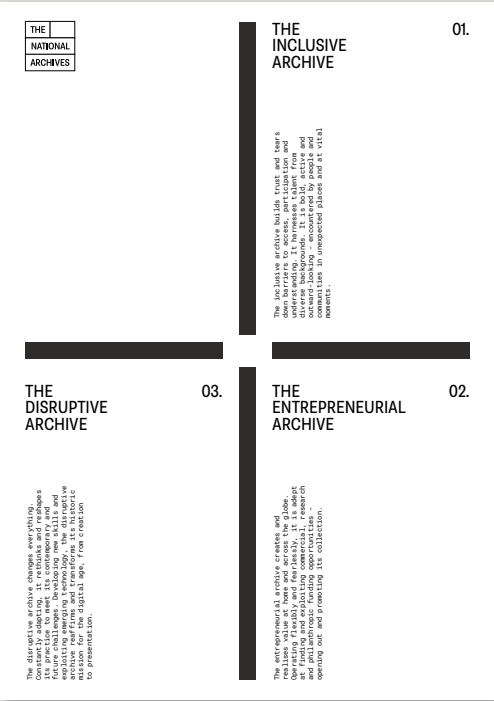 THE
NATIONAL
ARCHIVES
THE
INCLUSIVE
ARCHIVE
01.
The inclusive archive builds trust and tears
down barriers to access, participation and
understanding. It harnesses talent from
diverse backgrounds. It is bold, active and
outward-looking - encountered by people and
communities in unexpected places and at vital
moments.
THE
DISRUPTIVE
ARCHIVE
03.
The disruptive archive changes everything.
Constantly adapting, it rethinks and reshapes
its practice to meet its contemporary and
future challenges. Developing new skills and
exploiting emerging technology, the disruptive
archive reaffirms and transforms its historic
mission for the digital age, from creation
to presentation.
THE
ENTREPRENEURIAL
ARCHIVE
02.
The entrepreneurial archive creates and
realises value at home and across the globe.
Operating flexibly and fearlessly, it is adept
at finding and exploiting commercial, research
and philanthropic funding opportunities -
opening out and promoting its collection.